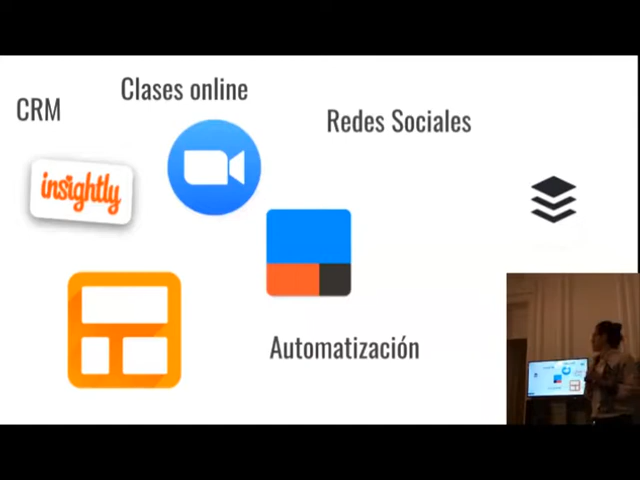 Clases online
CRM
Redes Sociales
insightly
Automatización